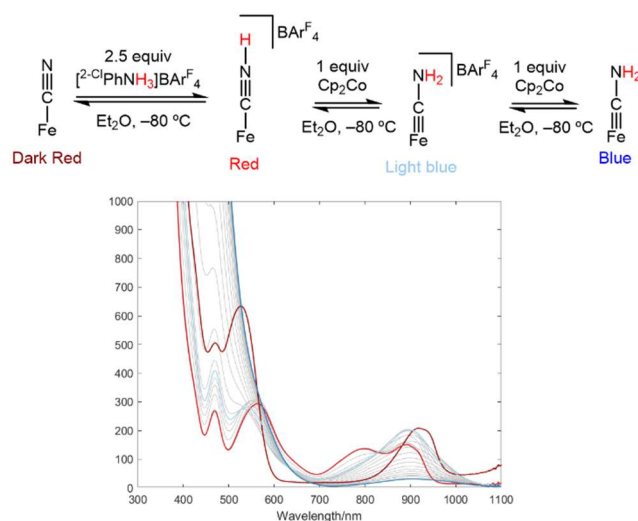 2.5 equiv
[²⁻ᶜˡPhNH₃]BArᶠ₄
Et₂O, −80 ºC
N
C
Fe
Dark Red
H
N
C
Fe
BArᶠ₄
Red
1 equiv
Cp₂Co
Et₂O, −80 ºC
NH₂
C
Fe
BArᶠ₄
Light blue
1 equiv
Cp₂Co
Et₂O, −80 ºC
NH₂
C
Fe
Blue
1000
900
800
700
600
500
400
300
200
100
0
300 400 500 600 700 800 900 1000 1100
Wavelength/nm